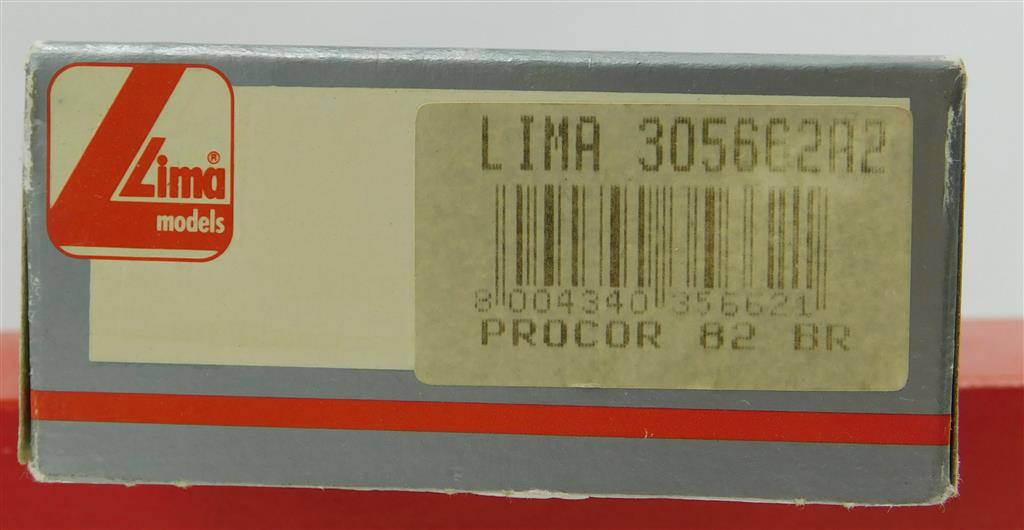 Lima®
models
LIMA 305662A2
8 004340 356621
PROCOR 82 BR